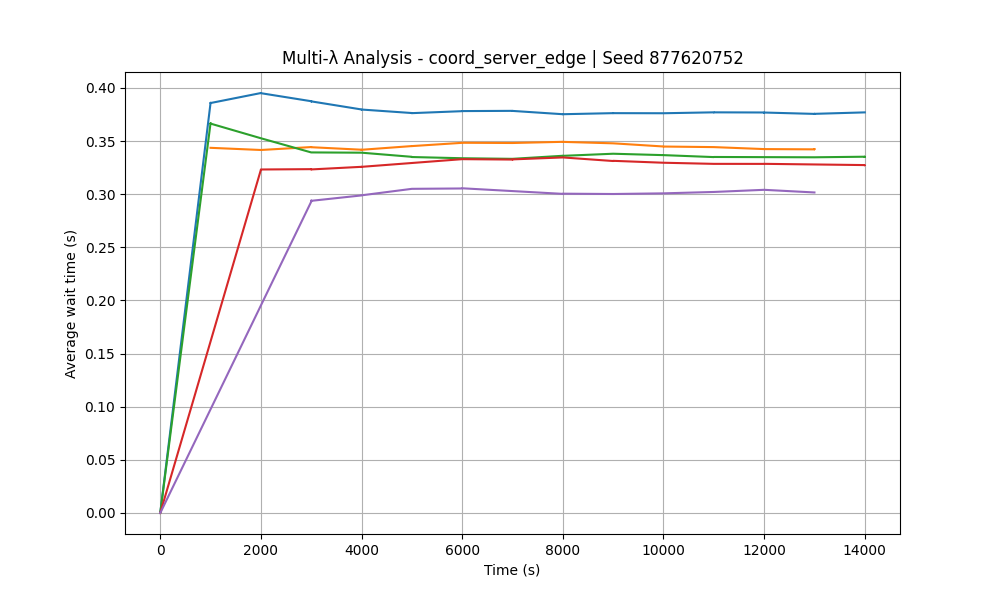 Multi-λ Analysis - coord_server_edge | Seed 877620752
Average wait time (s)
0.40
0.35
0.30
0.25
0.20
0.15
0.10
0.05
0.00
0 2000 4000 6000 8000 10000 12000 14000
Time (s)